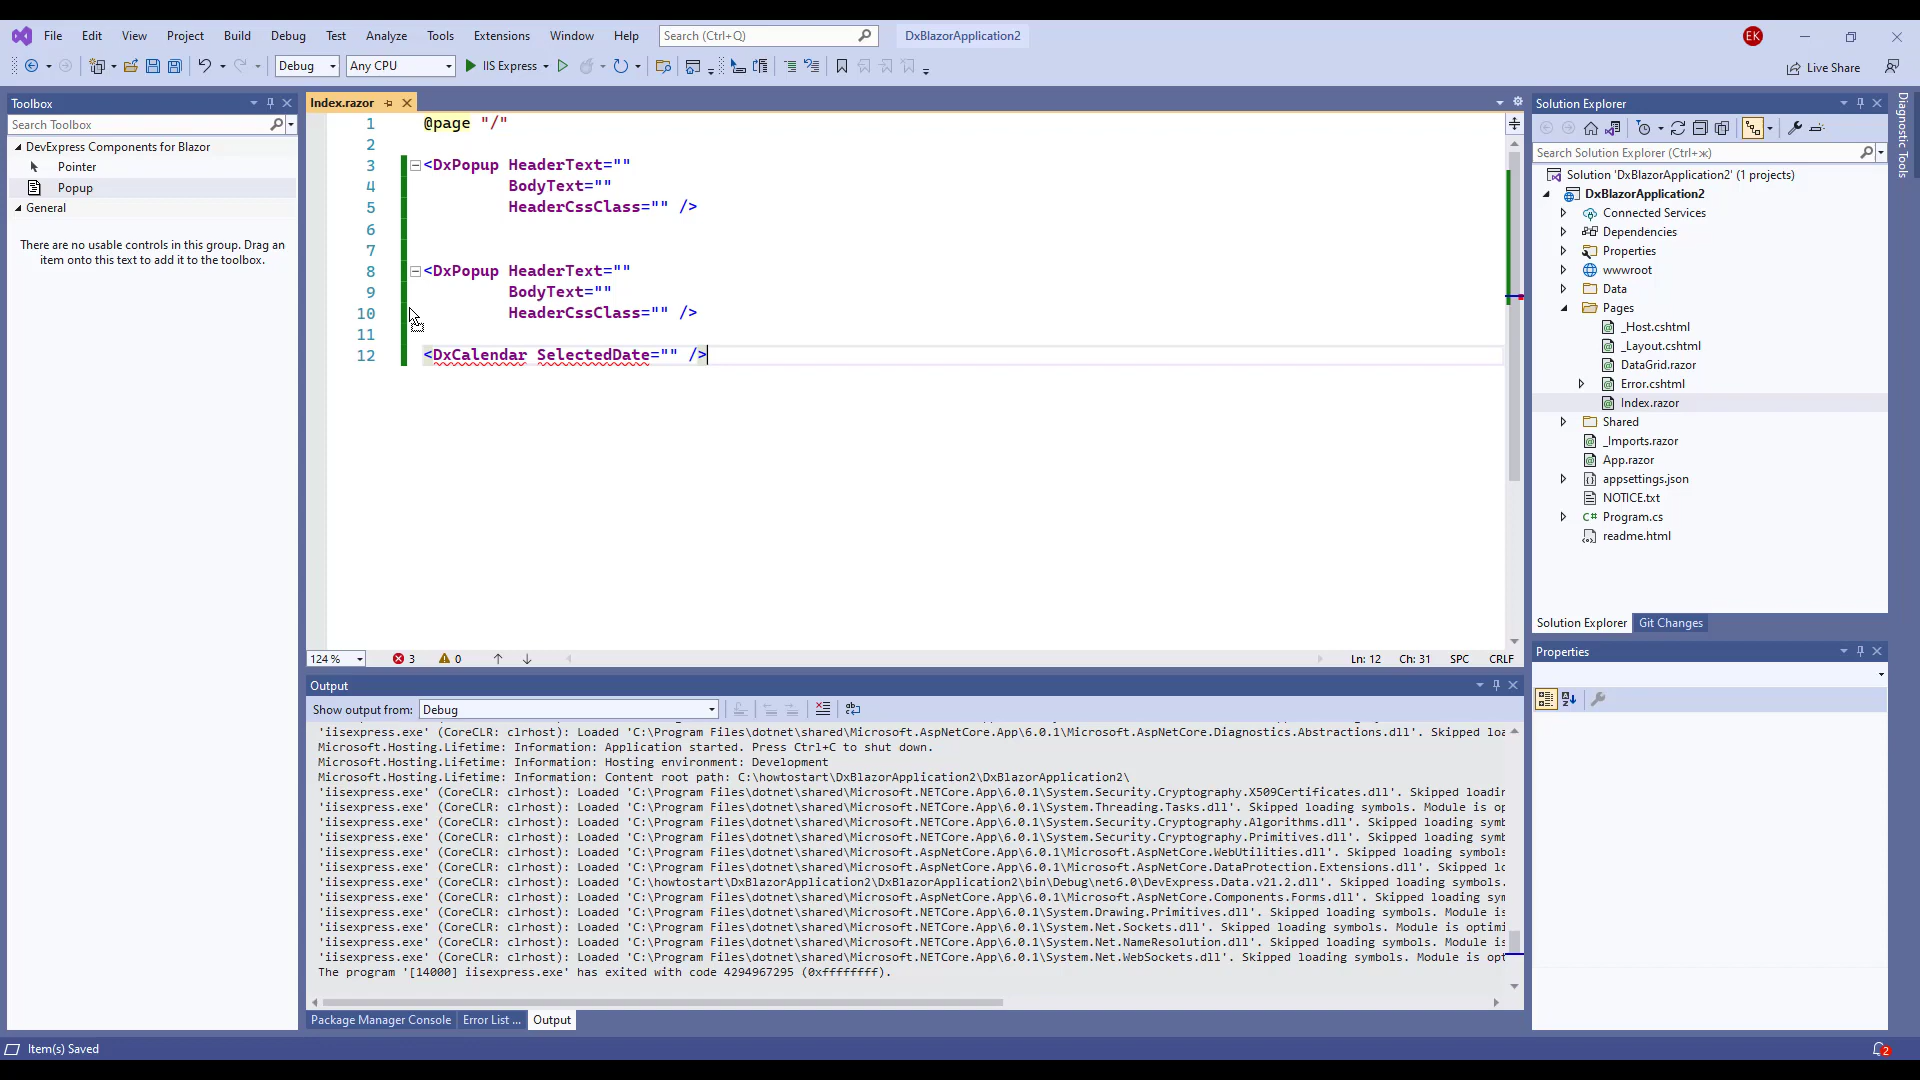 File Edit View Project Build Debug Test Analyze Tools Extensions Window Help Search (Ctrl+Q) DxBlazorApplication2 EK
Debug Any CPU IIS Express Live Share
Toolbox
Search Toolbox
DevExpress Components for Blazor
Pointer
Popup
General
There are no usable controls in this group. Drag an
item onto this text to add it to the toolbox.
Index.razor
1 @page "/"
2
3 <DxPopup HeaderText=""
4 BodyText=""
5 HeaderCssClass="" />
6
7
8 <DxPopup HeaderText=""
9 BodyText=""
10 HeaderCssClass="" />
11
12 <DxCalendar SelectedDate="" />
124 % 3 0 Ln: 12 Ch: 31 SPC CRLF
Output
Show output from: Debug
'iisexpress.exe' (CoreCLR: clrhost): Loaded 'C:\Program Files\dotnet\shared\Microsoft.AspNetCore.App\6.0.1\Microsoft.AspNetCore.Diagnostics.Abstractions.dll'. Skipped loa
Microsoft.Hosting.Lifetime: Information: Application started. Press Ctrl+C to shut down.
Microsoft.Hosting.Lifetime: Information: Hosting environment: Development
Microsoft.Hosting.Lifetime: Information: Content root path: C:\howtostart\DxBlazorApplication2\DxBlazorApplication2\
'iisexpress.exe' (CoreCLR: clrhost): Loaded 'C:\Program Files\dotnet\shared\Microsoft.NETCore.App\6.0.1\System.Security.Cryptography.X509Certificates.dll'. Skipped loadin
'iisexpress.exe' (CoreCLR: clrhost): Loaded 'C:\Program Files\dotnet\shared\Microsoft.NETCore.App\6.0.1\System.Threading.Tasks.dll'. Skipped loading symbols. Module is op
'iisexpress.exe' (CoreCLR: clrhost): Loaded 'C:\Program Files\dotnet\shared\Microsoft.NETCore.App\6.0.1\System.Security.Cryptography.Algorithms.dll'. Skipped loading symb
'iisexpress.exe' (CoreCLR: clrhost): Loaded 'C:\Program Files\dotnet\shared\Microsoft.NETCore.App\6.0.1\System.Security.Cryptography.Primitives.dll'. Skipped loading symb
'iisexpress.exe' (CoreCLR: clrhost): Loaded 'C:\Program Files\dotnet\shared\Microsoft.AspNetCore.App\6.0.1\Microsoft.AspNetCore.WebUtilities.dll'. Skipped loading symbols
'iisexpress.exe' (CoreCLR: clrhost): Loaded 'C:\Program Files\dotnet\shared\Microsoft.AspNetCore.App\6.0.1\Microsoft.AspNetCore.DataProtection.Extensions.dll'. Skipped lo
'iisexpress.exe' (CoreCLR: clrhost): Loaded 'C:\howtostart\DxBlazorApplication2\DxBlazorApplication2\bin\Debug\net6.0\DevExpress.Data.v21.2.dll'. Skipped loading symbols.
'iisexpress.exe' (CoreCLR: clrhost): Loaded 'C:\Program Files\dotnet\shared\Microsoft.AspNetCore.App\6.0.1\Microsoft.AspNetCore.Components.Forms.dll'. Skipped loading sym
'iisexpress.exe' (CoreCLR: clrhost): Loaded 'C:\Program Files\dotnet\shared\Microsoft.NETCore.App\6.0.1\System.Drawing.Primitives.dll'. Skipped loading symbols. Module is
'iisexpress.exe' (CoreCLR: clrhost): Loaded 'C:\Program Files\dotnet\shared\Microsoft.NETCore.App\6.0.1\System.Net.Sockets.dll'. Skipped loading symbols. Module is optimi
'iisexpress.exe' (CoreCLR: clrhost): Loaded 'C:\Program Files\dotnet\shared\Microsoft.NETCore.App\6.0.1\System.Net.NameResolution.dll'. Skipped loading symbols. Module is
'iisexpress.exe' (CoreCLR: clrhost): Loaded 'C:\Program Files\dotnet\shared\Microsoft.NETCore.App\6.0.1\System.Net.WebSockets.dll'. Skipped loading symbols. Module is opt
The program '[14000] iisexpress.exe' has exited with code 4294967295 (0xffffffff).
Package Manager Console Error List ... Output
Solution Explorer
Search Solution Explorer (Ctrl+ж)
Solution 'DxBlazorApplication2' (1 projects)
DxBlazorApplication2
Connected Services
Dependencies
Properties
wwwroot
Data
Pages
_Host.cshtml
_Layout.cshtml
DataGrid.razor
Error.cshtml
Index.razor
Shared
_Imports.razor
App.razor
appsettings.json
NOTICE.txt
Program.cs
readme.html
Solution Explorer Git Changes
Properties
Diagnostic Tools
Item(s) Saved
2